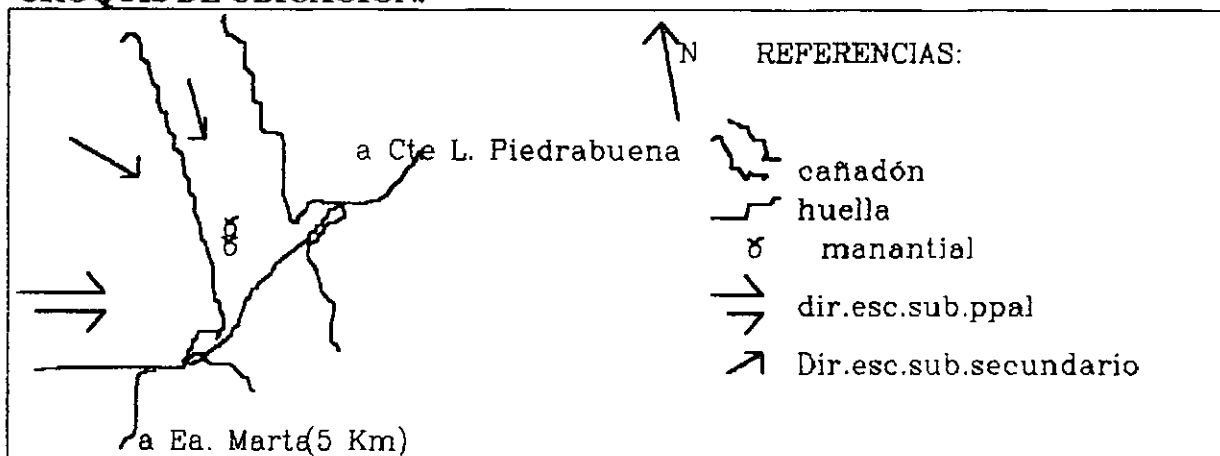 N REFERENCIAS:
a Cte L. Piedrabuena
cañadón
huella
manantial
dir.esc.sub.ppal
Dir.esc.sub.secundario
a Ea. Marta(5 Km)